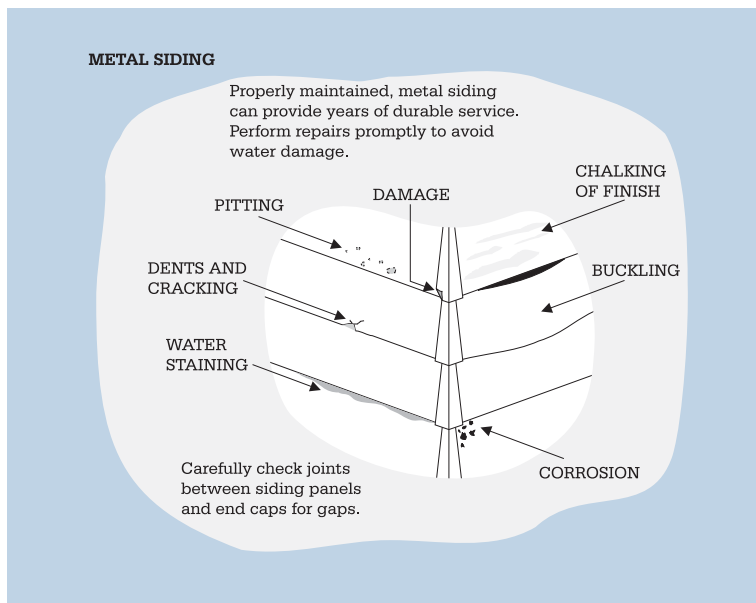 METAL SIDING
Properly maintained, metal siding
can provide years of durable service.
Perform repairs promptly to avoid
water damage.
CHALKING
OF FINISH
DAMAGE
PITTING
DENTS AND
CRACKING
BUCKLING
WATER
STAINING
Carefully check joints
between siding panels
and end caps for gaps.
CORROSION